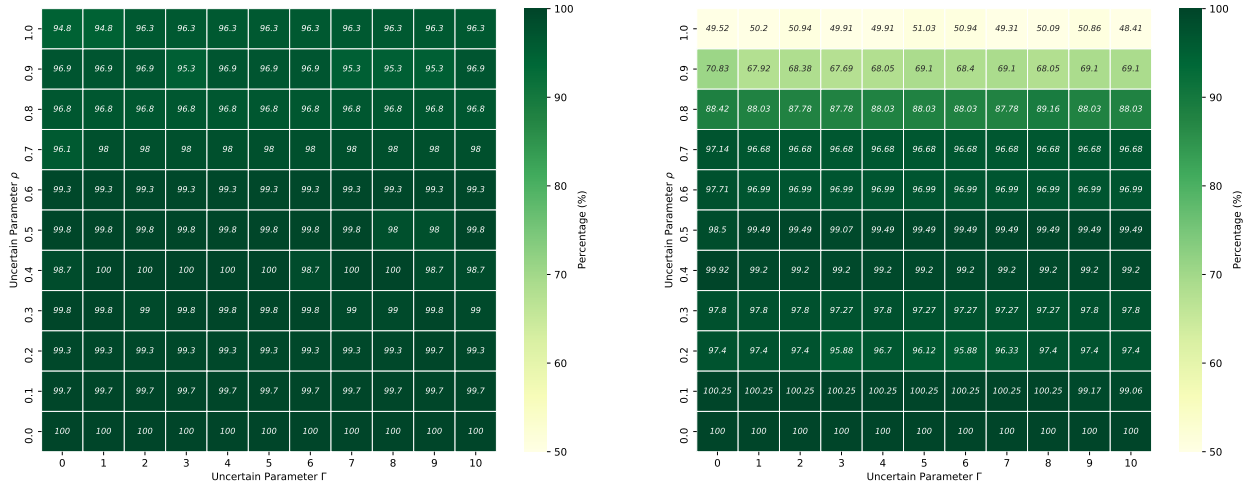 1.0 94.8 94.8 96.3 96.3 96.3 96.3 96.3 96.3 96.3 96.3 96.3
0.9 96.9 96.9 96.9 95.3 96.9 96.9 96.9 95.3 95.3 95.3 96.9
0.8 96.8 96.8 96.8 96.8 96.8 96.8 96.8 96.8 96.8 96.8 96.8
0.7 96.1 98 98 98 98 98 98 98 98 98 98
0.6 99.3 99.3 99.3 99.3 99.3 99.3 99.3 99.3 99.3 99.3 99.3
0.5 99.8 99.8 99.8 99.8 99.8 99.8 99.8 99.8 98 98 99.8
0.4 98.7 100 100 100 100 100 98.7 100 100 98.7 98.7
0.3 99.8 99.8 99 99.8 99.8 99.8 99.8 99 99 99.8 99
0.2 99.3 99.3 99.3 99.3 99.3 99.3 99.3 99.3 99.3 99.7 99.3
0.1 99.7 99.7 99.7 99.7 99.7 99.7 99.7 99.7 99.7 99.7 99.7
0.0 100 100 100 100 100 100 100 100 100 100 100
0 1 2 3 4 5 6 7 8 9 10
Uncertain Parameter Γ
Uncertain Parameter ρ
100
90
80
70
60
50
Percentage (%)
1.0 49.52 50.2 50.94 49.91 49.91 51.03 50.94 49.31 50.09 50.86 48.41
0.9 70.83 67.92 68.38 67.69 68.05 69.1 68.4 69.1 68.05 69.1 69.1
0.8 88.42 88.03 87.78 87.78 88.03 88.03 88.03 87.78 89.16 88.03 88.03
0.7 97.14 96.68 96.68 96.68 96.68 96.68 96.68 96.68 96.68 96.68 96.68
0.6 97.71 96.99 96.99 96.99 96.99 96.99 96.99 96.99 96.99 96.99 96.99
0.5 98.5 99.49 99.07 99.49 99.49 99.49 99.49 99.49 99.49 99.49 99.49
0.4 99.92 99.2 99.2 99.2 99.2 99.2 99.2 99.2 99.2 99.2 99.2
0.3 97.8 97.8 97.8 97.27 97.8 97.27 97.27 97.27 97.27 97.8 97.8
0.2 97.4 97.4 97.4 95.88 96.7 96.12 95.88 96.33 97.4 97.4 97.4
0.1 100.25 100.25 100.25 100.25 100.25 100.25 100.25 100.25 100.25 99.17 99.06
0.0 100 100 100 100 100 100 100 100 100 100 100
0 1 2 3 4 5 6 7 8 9 10
Uncertain Parameter Γ
Uncertain Parameter ρ
100
90
80
70
60
50
Percentage (%)